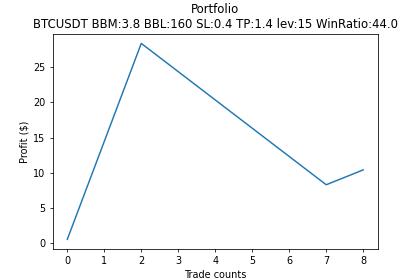 Portfolio
BTCUSDT BBM:3.8 BBL:160 SL:0.4 TP:1.4 lev:15 WinRatio:44.0
Profit ($)
25
20
15
10
5
0
0 1 2 3 4 5 6 7 8
Trade counts